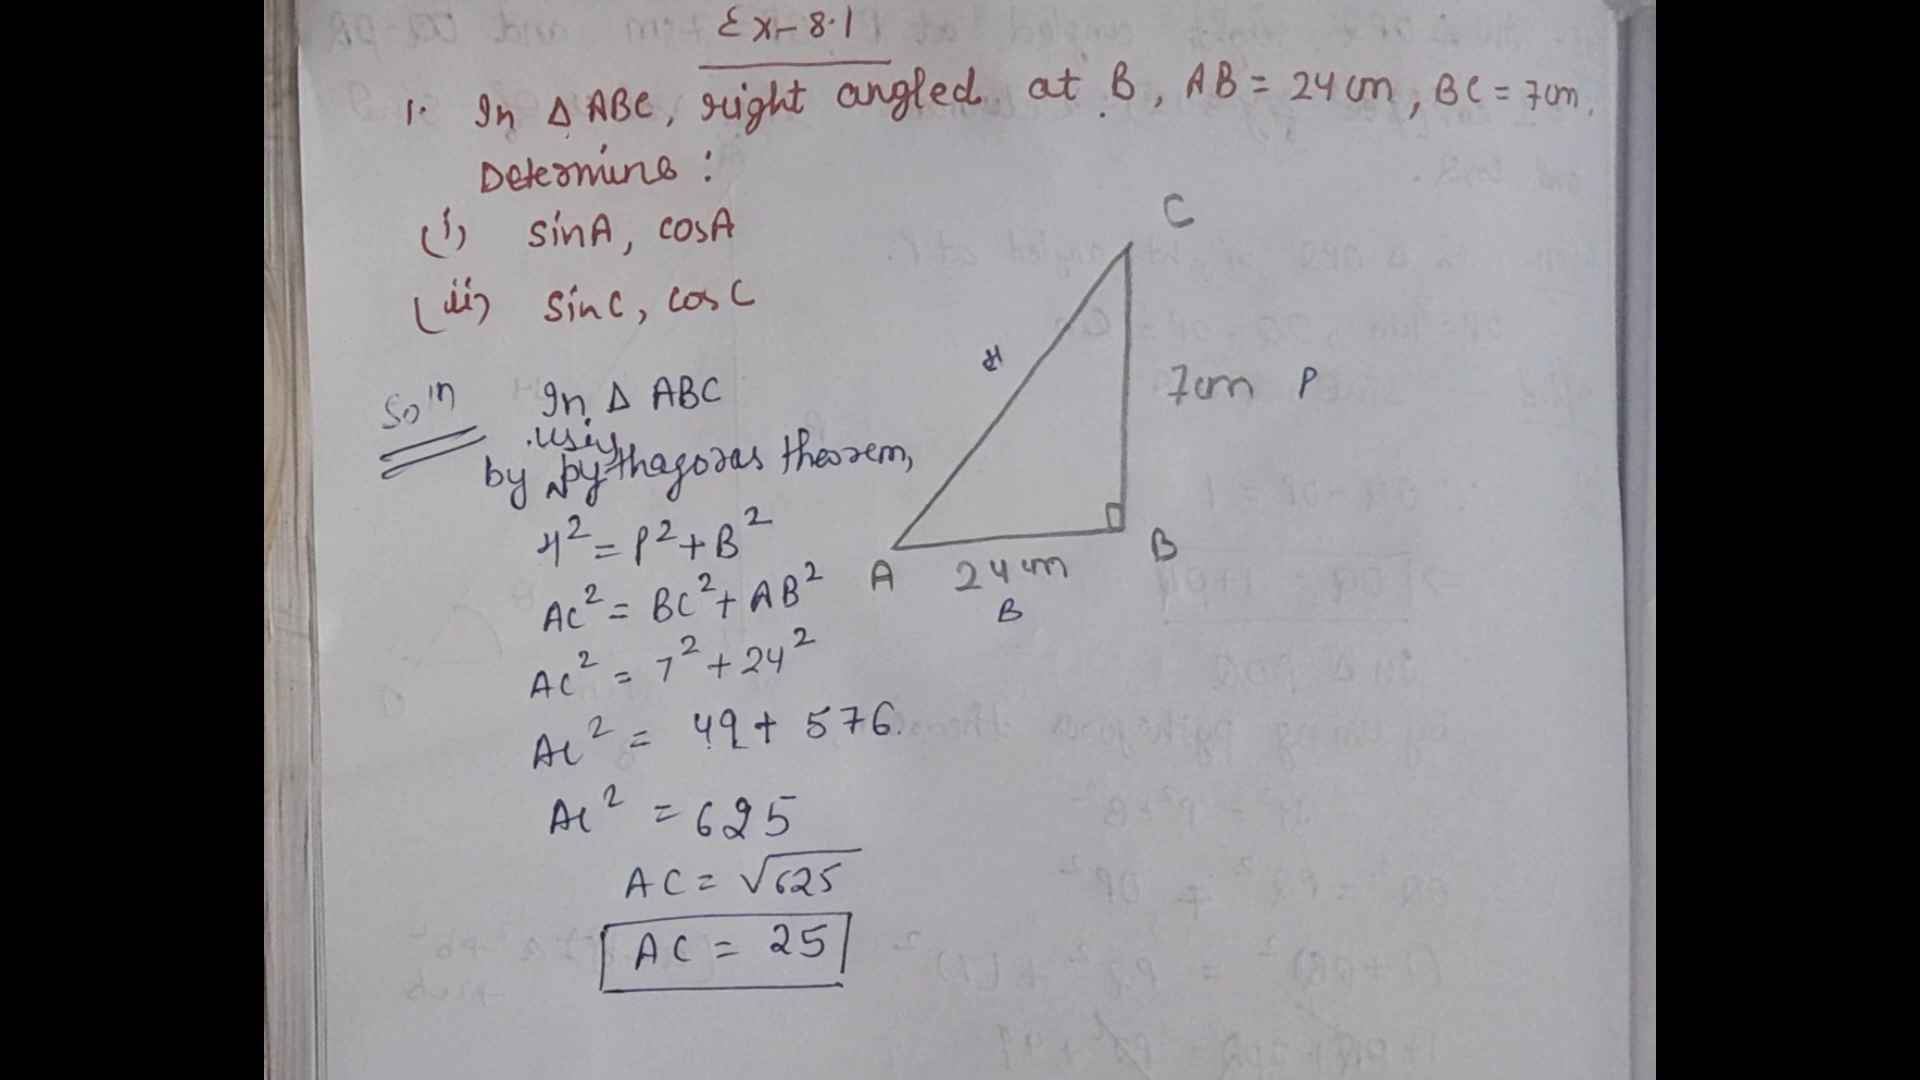 Ex-8.1
1. In △ ABC, right angled at B, AB = 24 cm, BC = 7cm.
Determine :
(i) sinA, cosA
(ii) sinC, cosC
C
H
7cm P
A
24cm
B
B
Soln In △ ABC
using
by pythagoras theorem,
H² = P² + B²
AC² = BC² + AB²
AC² = 7² + 24²
AC² = 49 + 576.
AC² = 625
AC = √625
AC = 25